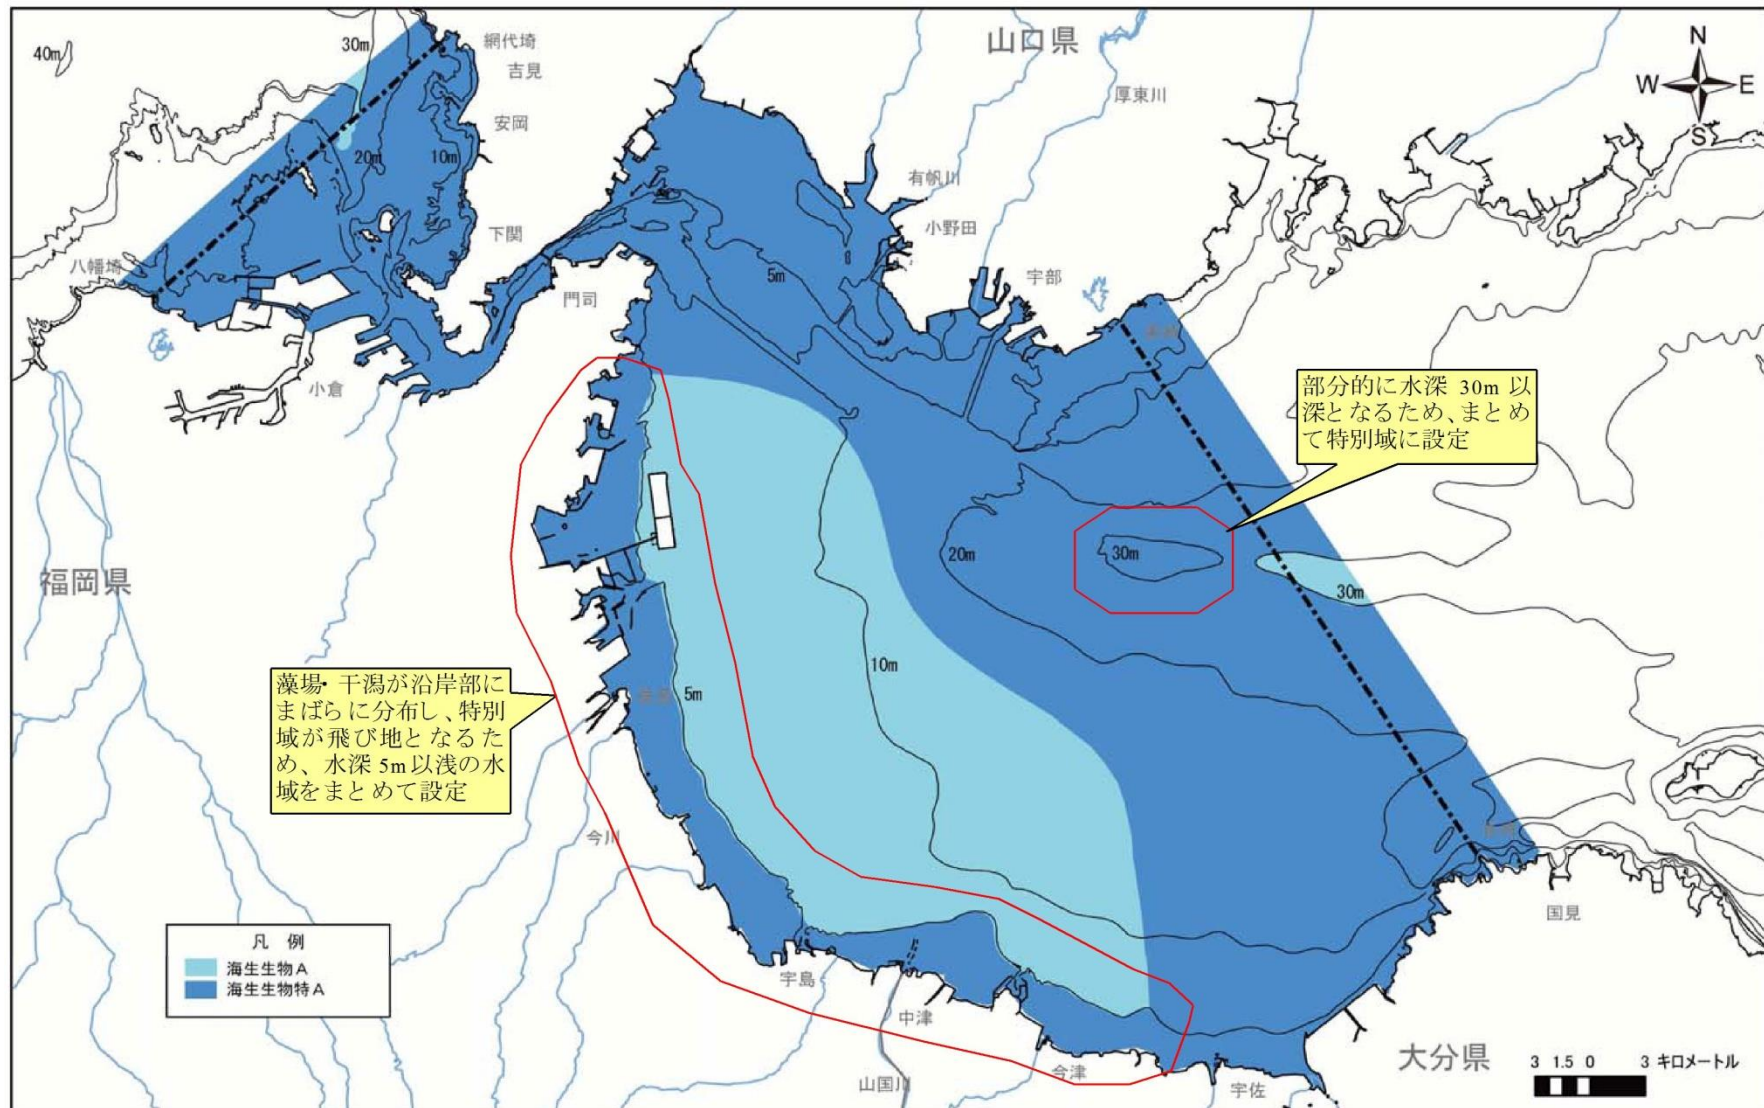 40m
30m
網代埼
吉見
安岡
20m
10m
山口県
厚東川
N
W
E
S
有帆川
小野田
宇部
下関
八幡埼
門司
小倉
5m
部分的に水深 30m 以
深となるため、まとめ
て特別域に設定
20m
30m
30m
福岡県
10m
5m
藻場・干潟が沿岸部に
まばらに分布し、特別
域が飛び地となるた
め、水深 5m以浅の水
域をまとめて設定
今川
国見
凡 例
海生生物A
海生生物特A
宇島
中津
山国川
今津
宇佐
大分県
3 1.5 0 3 キロメートル